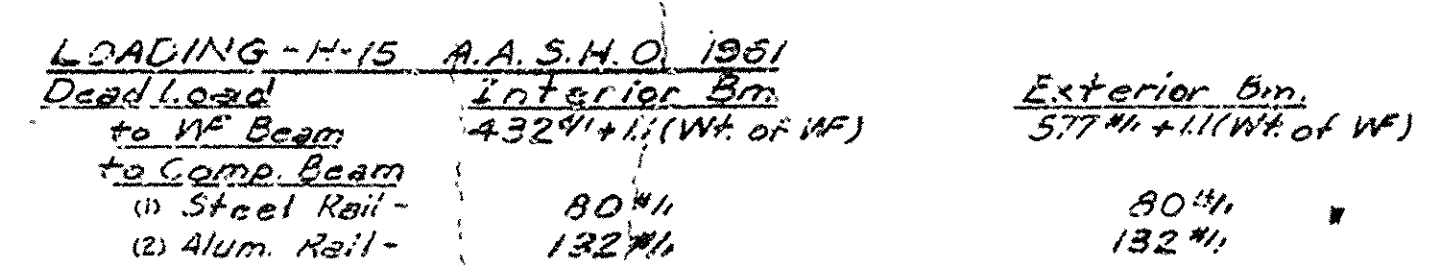 LOADING - H-15 A.A.S.H.O. 1961
Dead Load Interior Bm. Exterior Bm.
to WF Beam 432 #/' + 1.1 (Wt. of WF) 577 #/' + 1.1 (Wt. of WF)
to Comp. Beam
(1) Steel Rail - 80 #/' 80 #/'
(2) Alum. Rail - 132 #/' 132 #/'